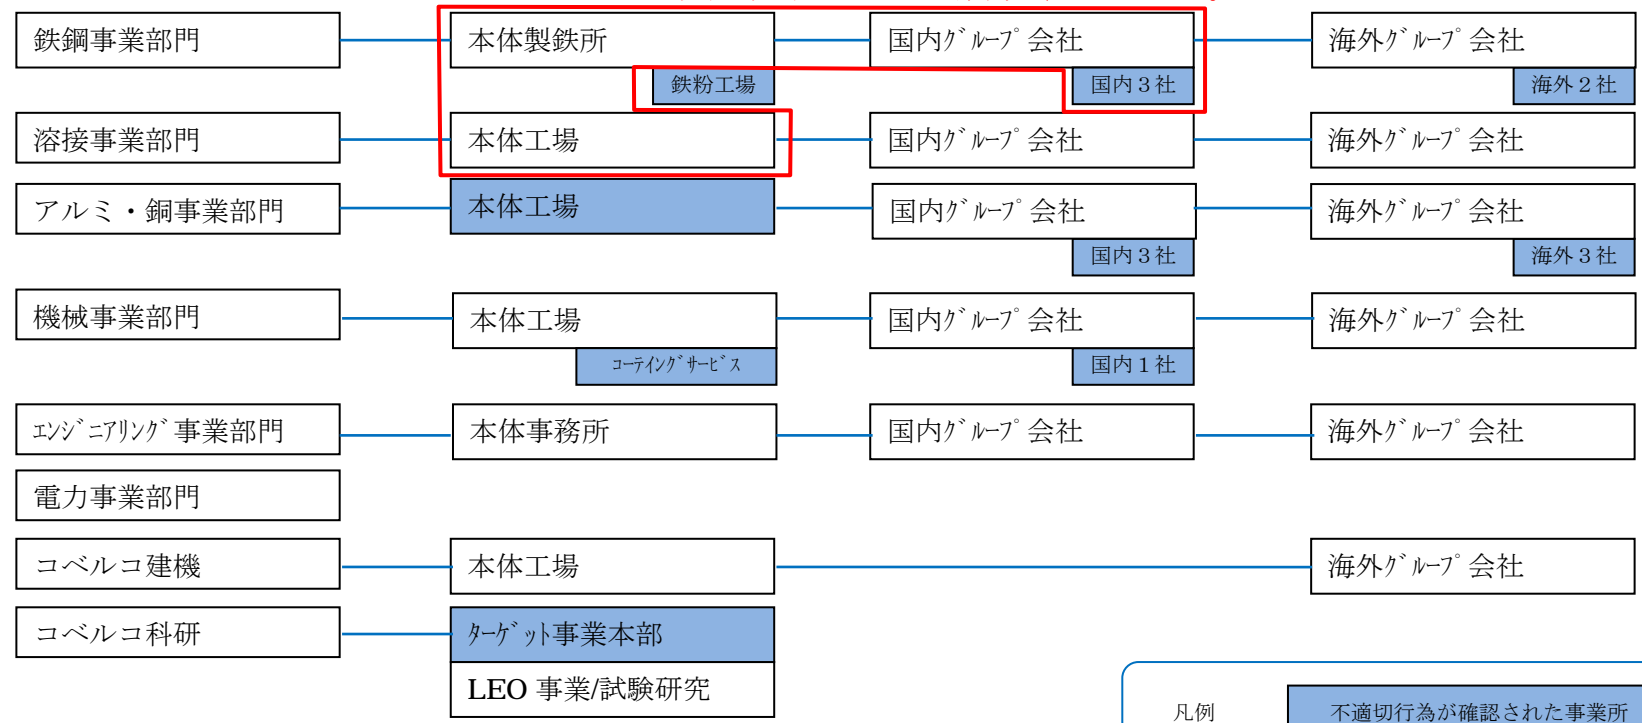 鉄鋼事業部門 本体製鉄所 国内グループ会社 海外グループ会社
鉄粉工場 国内3社 海外2社
溶接事業部門 本体工場 国内グループ会社 海外グループ会社
アルミ・銅事業部門 本体工場 国内グループ会社 海外グループ会社
国内3社 海外3社
機械事業部門 本体工場 国内グループ会社 海外グループ会社
コーティングサービス 国内1社
エンジニアリング事業部門 本体事務所 国内グループ会社 海外グループ会社
電力事業部門
コベルコ建機 本体工場 海外グループ会社
コベルコ科研 ターゲット事業本部
LEO 事業/試験研究
凡例 不適切行為が確認された事業所